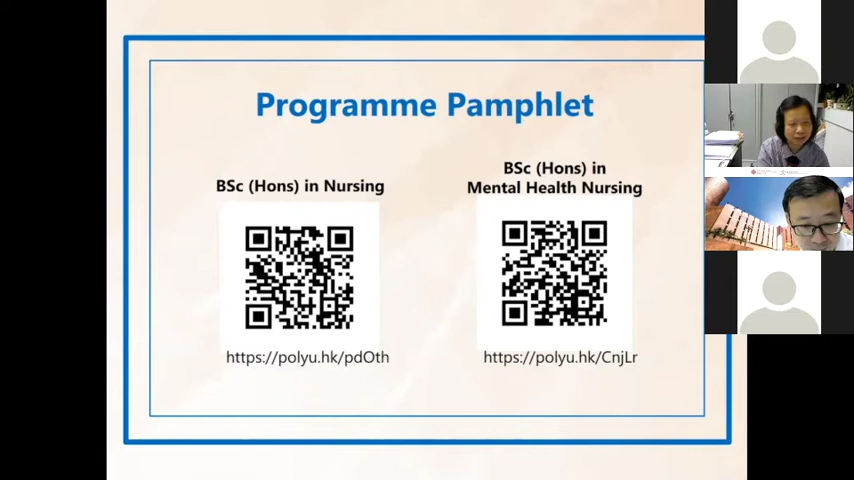 Programme Pamphlet
BSc (Hons) in Nursing
https://polyu.hk/pdOth
BSc (Hons) in
Mental Health Nursing
https://polyu.hk/CnjLr